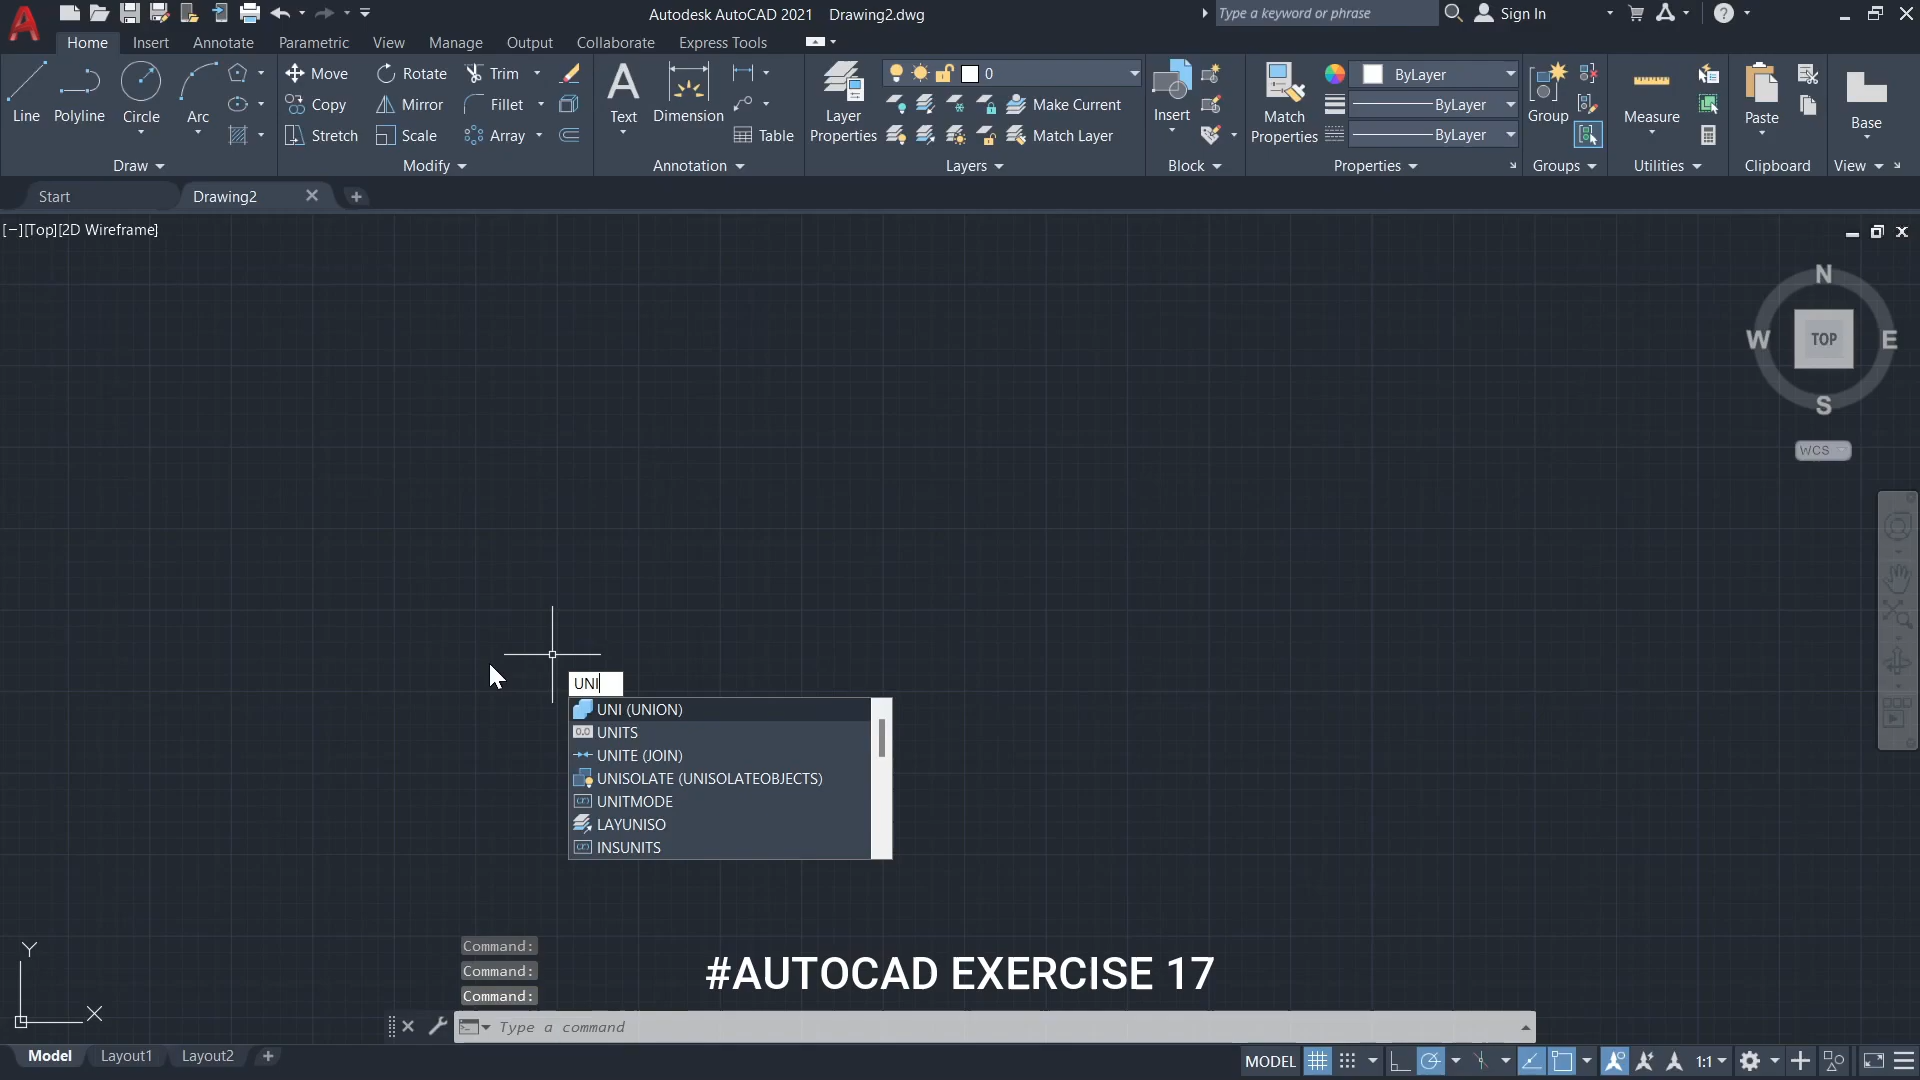 Autodesk AutoCAD 2021 Drawing2.dwg
Type a keyword or phrase
Sign In
Home Insert Annotate Parametric View Manage Output Collaborate Express Tools
Line Polyline Circle Arc
Move Rotate Trim
Copy Mirror Fillet
Stretch Scale Array
Text Dimension Table
Layer Properties
0
Make Current
Match Layer
Insert
Match Properties
ByLayer
ByLayer
ByLayer
Group
Measure
Paste
Base
Draw Modify Annotation Layers Block Properties Groups Utilities Clipboard View
Start Drawing2
[−][Top][2D Wireframe]
N
W TOP E
S
WCS
UNI
UNI (UNION)
UNITS
UNITE (JOIN)
UNISOLATE (UNISOLATEOBJECTS)
UNITMODE
LAYUNISO
INSUNITS
Y
X
Command:
Command:
Command:
#AUTOCAD EXERCISE 17
Type a command
Model Layout1 Layout2
MODEL 1:1